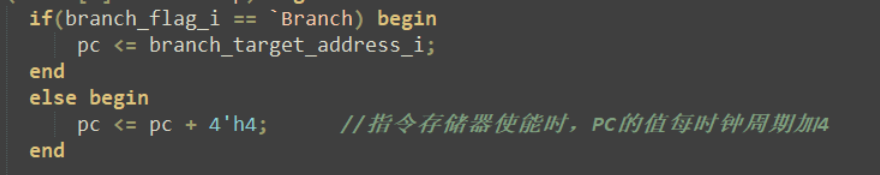 if(branch_flag_i == `Branch) begin
pc <= branch_target_address_i;
end
else begin
pc <= pc + 4'h4; //指令存储器使能时，PC的值每时钟周期加4
end